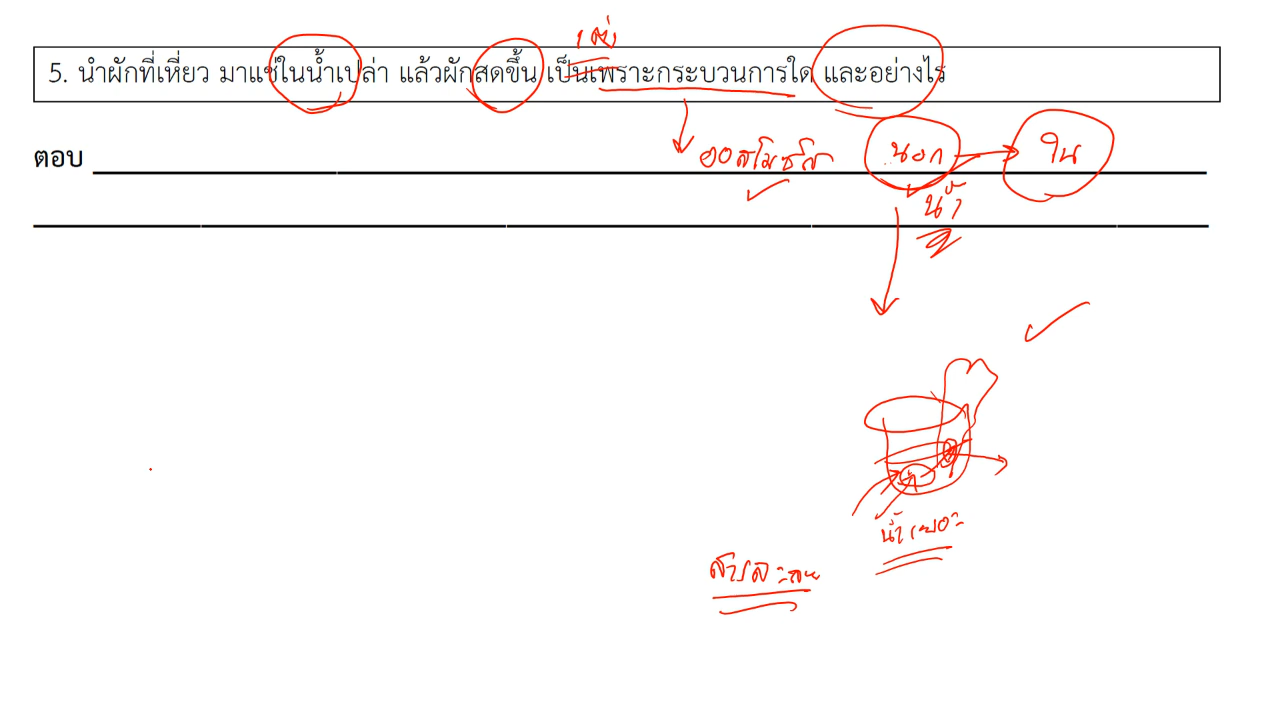 เต่ง
5. นำผักที่เหี่ยว มาแช่ในน้ำเปล่า แล้วผักสดขึ้น เป็นเพราะกระบวนการใด และอย่างไร
ตอบ ออสโมซิส นอก ใน
น้ำ
น้ำเยอะ
สารละลาย